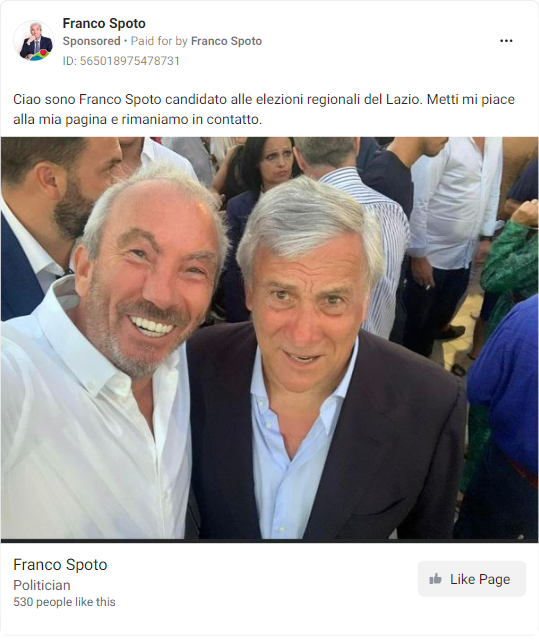 Franco Spoto
Sponsored • Paid for by Franco Spoto
ID: 565018975478731
Ciao sono Franco Spoto candidato alle elezioni regionali del Lazio. Metti mi piace
alla mia pagina e rimaniamo in contatto.
Franco Spoto
Politician
530 people like this
Like Page